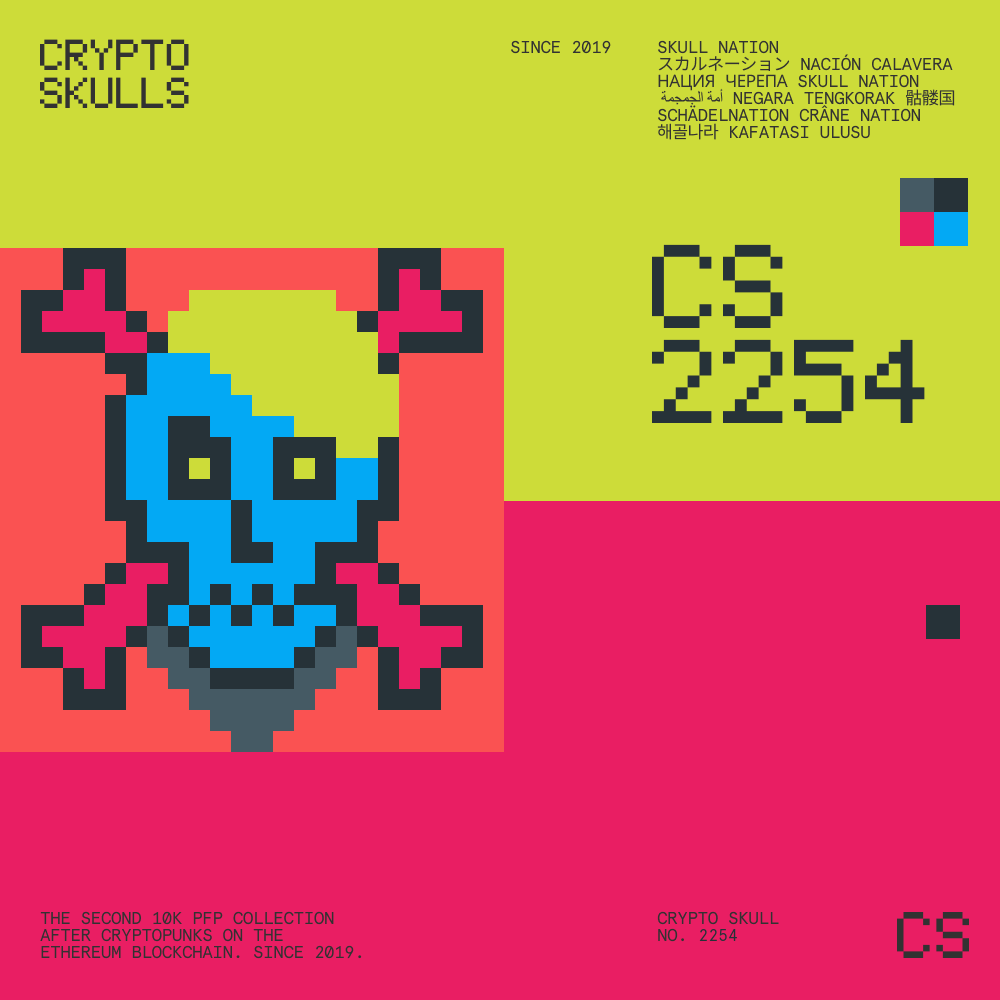 CRYPTO
SKULLS
SINCE 2019
SKULL NATION
スカルネーション NACIÓN CALAVERA
НАЦИЯ ЧЕРЕПА SKULL NATION
أمة الجمجمة NEGARA TENGKORAK 骷髅国
SCHÄDELNATION CRÂNE NATION
해골나라 KAFATASI ULUSU
CS
2254
THE SECOND 10K PFP COLLECTION
AFTER CRYPTOPUNKS ON THE
ETHEREUM BLOCKCHAIN. SINCE 2019.
CRYPTO SKULL
NO. 2254
CS